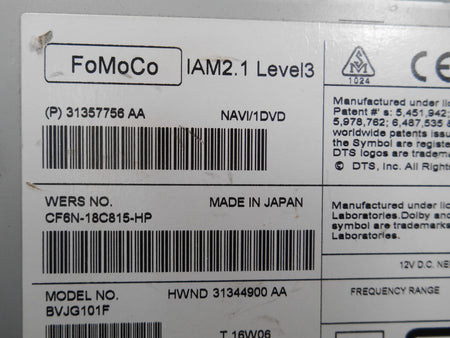 FoMoCo IAM2.1 Level3
1024
CE
(P) 31357756 AA NAVI/1DVD
WERS NO. MADE IN JAPAN
CF6N-18C815-HP
MODEL NO. HWND 31344900 AA
BVJG101F
T 16W06
Manufactured under lic
Patent #'s : 5,451,942;
5,978,762; 6,487,535 &
worldwide patents issu
the Symbol are registe
DTS logos are tradema
© DTS, Inc. All Right
Manufactured under lic
Laboratories.Dolby and
symbol are trademarks
Laboratories.
12V D.C. NE
FREQUENCY RANGE